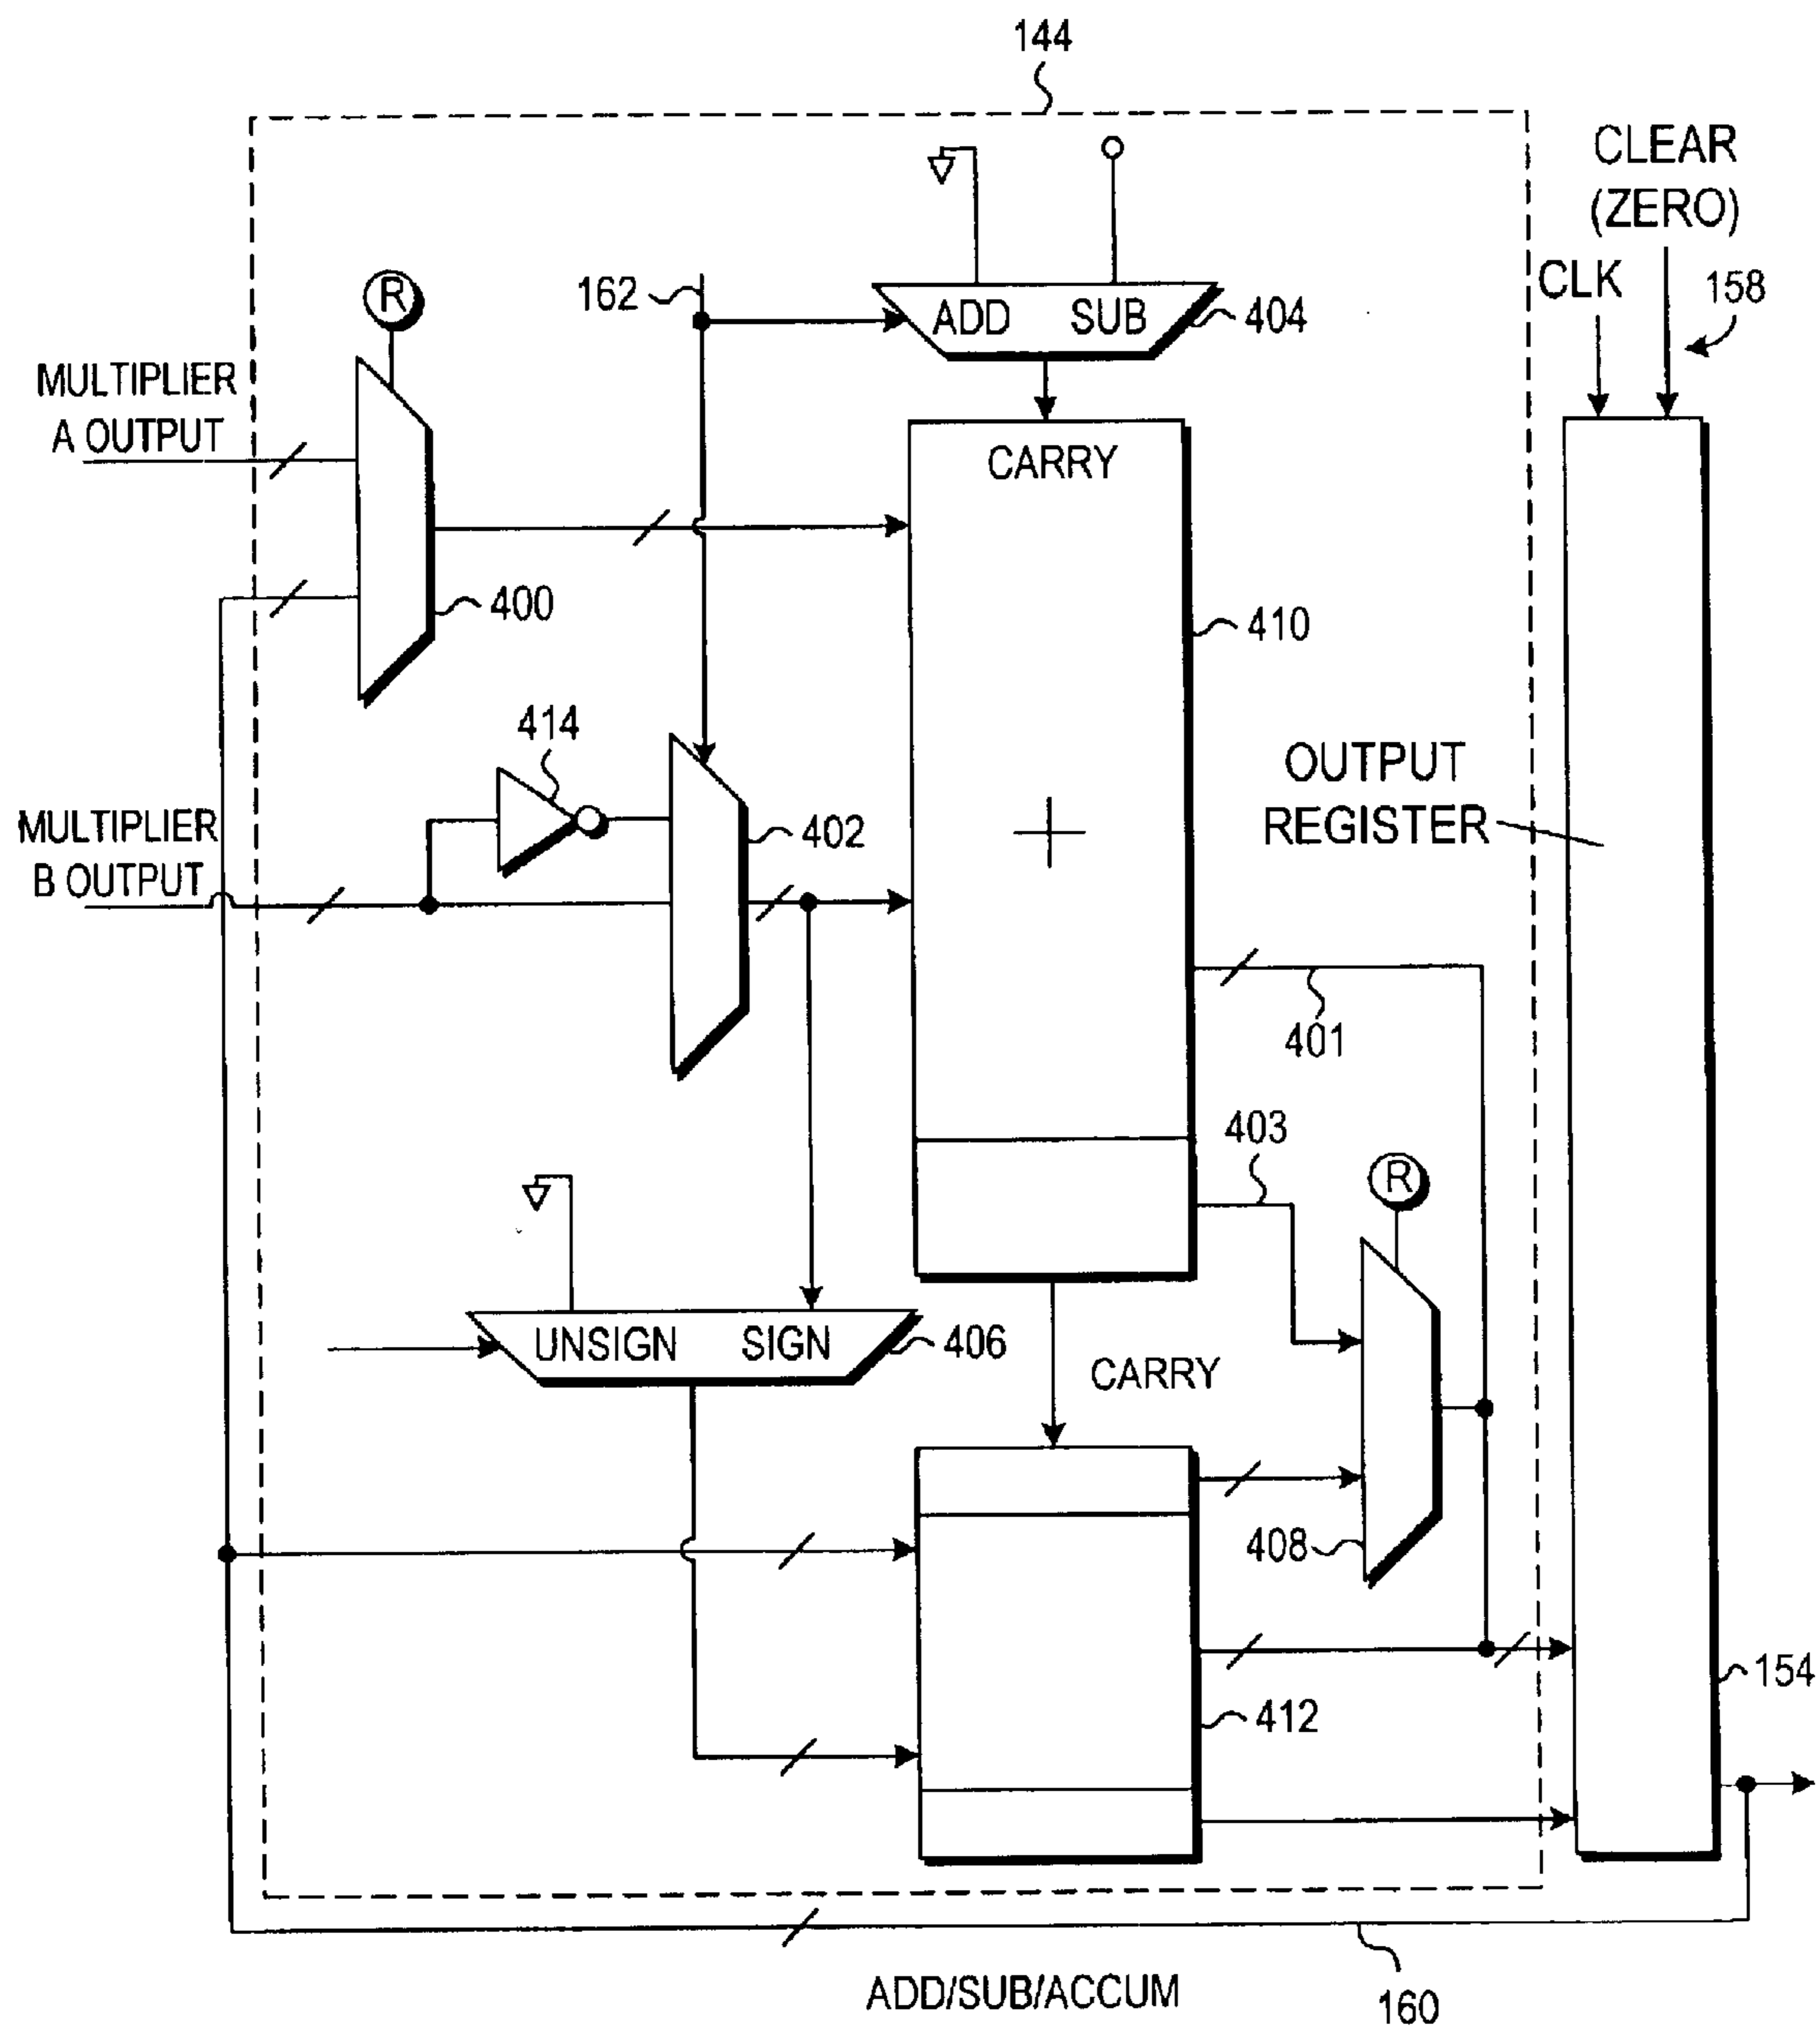 144
CLEAR
(ZERO)
CLK
158
R
162
ADD SUB
404
MULTIPLIER
A OUTPUT
CARRY
400
410
414
OUTPUT
REGISTER
MULTIPLIER
B OUTPUT
402
+
401
403
R
UNSIGN SIGN
406
CARRY
408
412
154
ADD/SUB/ACCUM
160